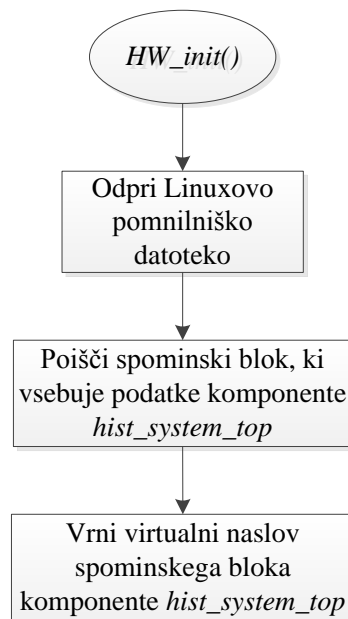 HW_init()
Odpri Linuxovo
pomnilniško
datoteko
Poišči spominski blok, ki
vsebuje podatke komponente
hist_system_top
Vrni virtualni naslov
spominskega bloka
komponente hist_system_top